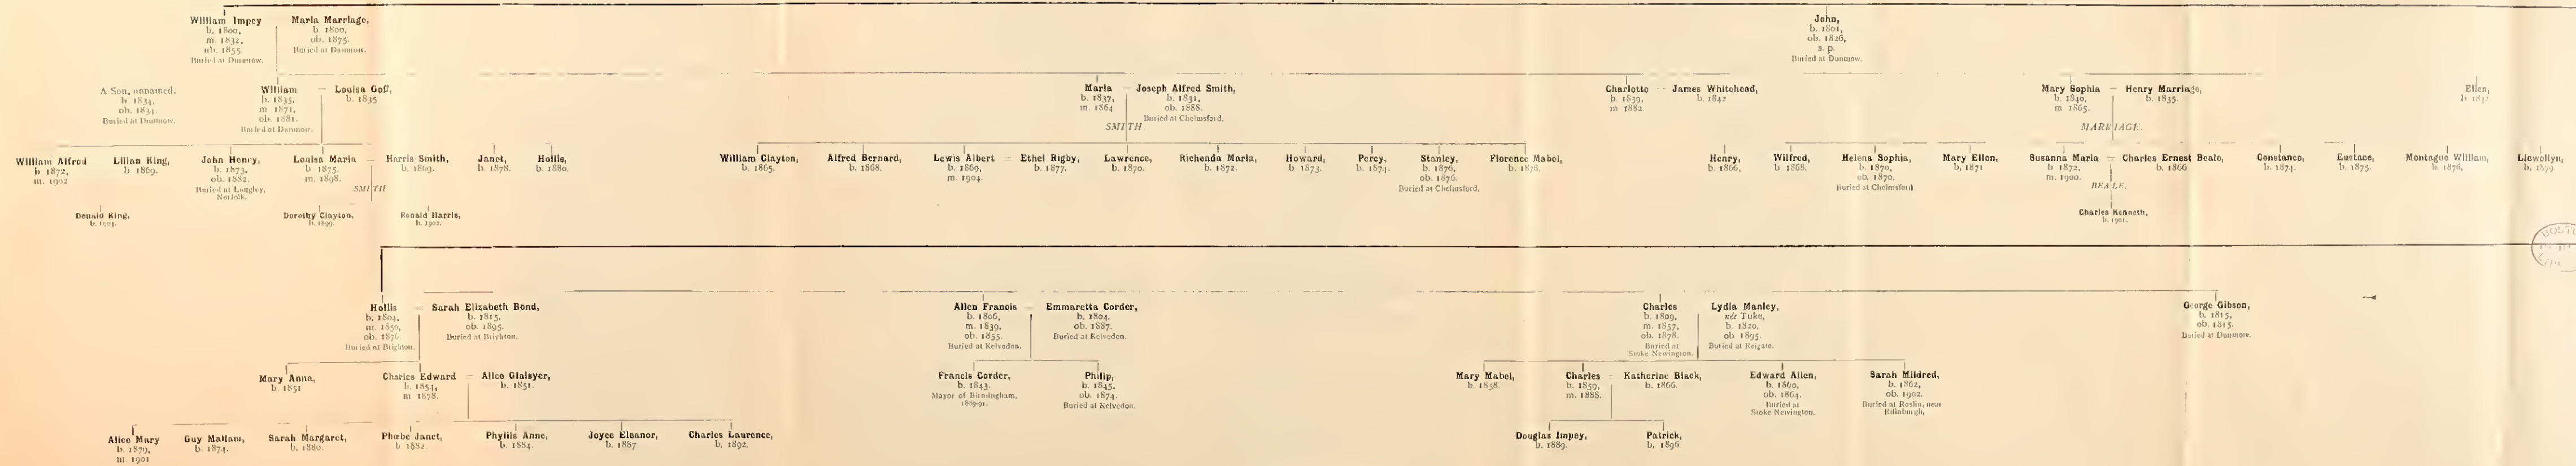 William Impey
b. 1800,
m. 1832,
ob. 1855.
Buried at Dunmow.
Maria Marriage,
b. 1800,
ob. 1875.
Buried at Dunmow.
John,
b. 1801,
ob. 1826,
s. p.
Buried at Dunmow.
A Son, unnamed,
b. 1834,
ob. 1834.
Buried at Dunmow.
William
b. 1835,
m 1871,
ob. 1881.
Buried at Dunmow.
Louisa Goff,
b. 1835
Maria
b. 1837,
m. 1864
Joseph Alfred Smith,
b. 1831,
ob. 1888.
Buried at Chelmsford.
SMITH.
Charlotte
b. 1839,
m 1882.
James Whitehead,
b. 1842
Mary Sophia
b. 1840,
m 1865.
Henry Marriage,
b. 1835.
MARRIAGE.
Ellen,
William Alfred
b 1872,
m. 1902
Lilian King,
b. 1869.
John Henry,
b. 1873,
ob. 1882.
Buried at Langley,
Norfolk.
Louisa Maria
b. 1875.
m. 1898.
Harris Smith,
b. 1869.
SMITH
Janet,
b. 1878.
Hollis,
b. 1880.
William Clayton,
b. 1865.
Alfred Bernard,
b. 1868.
Lewis Albert
b. 1869,
m. 1904.
Ethel Rigby,
b. 1877.
Lawrence,
b. 1870.
Richenda Maria,
b. 1872.
Howard,
b 1873.
Percy,
b. 1874.
Stanley,
b. 1876,
ob. 1876.
Buried at Chelmsford.
Florence Mabel,
b. 1878.
Henry,
b. 1866,
Wilfred,
b 1868.
Helena Sophia,
b. 1870,
ob. 1870.
Buried at Chelmsford
Mary Ellen,
b, 1871
Susanna Maria
b. 1872,
m. 1900.
Charles Ernest Beale,
b. 1866
BEALE.
Constance,
b. 1874.
Eustace,
b. 1875.
Montague William,
b. 1876,
Llewellyn,
b. 1879.
Donald King,
b. 1904.
Dorothy Clayton,
b. 1899.
Ronald Harris,
b. 1902.
Charles Kenneth,
b. 1901.
Hollis
b. 1804,
m. 1850,
ob. 1876.
Buried at Brighton.
Sarah Elizabeth Bond,
b. 1815,
ob. 1895.
Buried at Brighton.
Allen Francis
b. 1806,
m. 1839,
ob. 1855.
Buried at Kelvedon.
Emmaretta Corder,
b. 1804,
ob. 1887.
Buried at Kelvedon.
Charles
b. 1809,
m. 1857,
ob. 1878.
Buried at
Stoke Newington.
Lydia Manley,
née Tuke,
b. 1820,
ob 1895.
Buried at Reigate.
George Gibson,
b. 1815,
ob. 1815.
Buried at Dunmow.
Mary Anna,
b. 1851
Charles Edward
b. 1854,
m 1878.
Alice Glaisyer,
b. 1851.
Francis Corder,
b. 1843.
Mayor of Birmingham,
1889-91.
Philip,
b. 1845,
ob. 1874.
Buried at Kelvedon.
Mary Mabel,
b. 1858.
Charles
b. 1859,
m. 1888.
Katherine Black,
b. 1866.
Edward Allen,
b. 1860,
ob. 1864.
Buried at
Stoke Newington.
Sarah Mildred,
b. 1862,
ob. 1902.
Buried at Roslin, near
Edinburgh.
Alice Mary
b. 1879,
m. 1901
Guy Mallam,
b. 1874.
Sarah Margaret,
b, 1880.
Phœbe Janet,
b 1882.
Phyllis Anne,
b. 1884.
Joyce Eleanor,
b. 1887.
Charles Laurence,
b, 1892.
Douglas Impey,
b. 1889.
Patrick,
b, 1896.